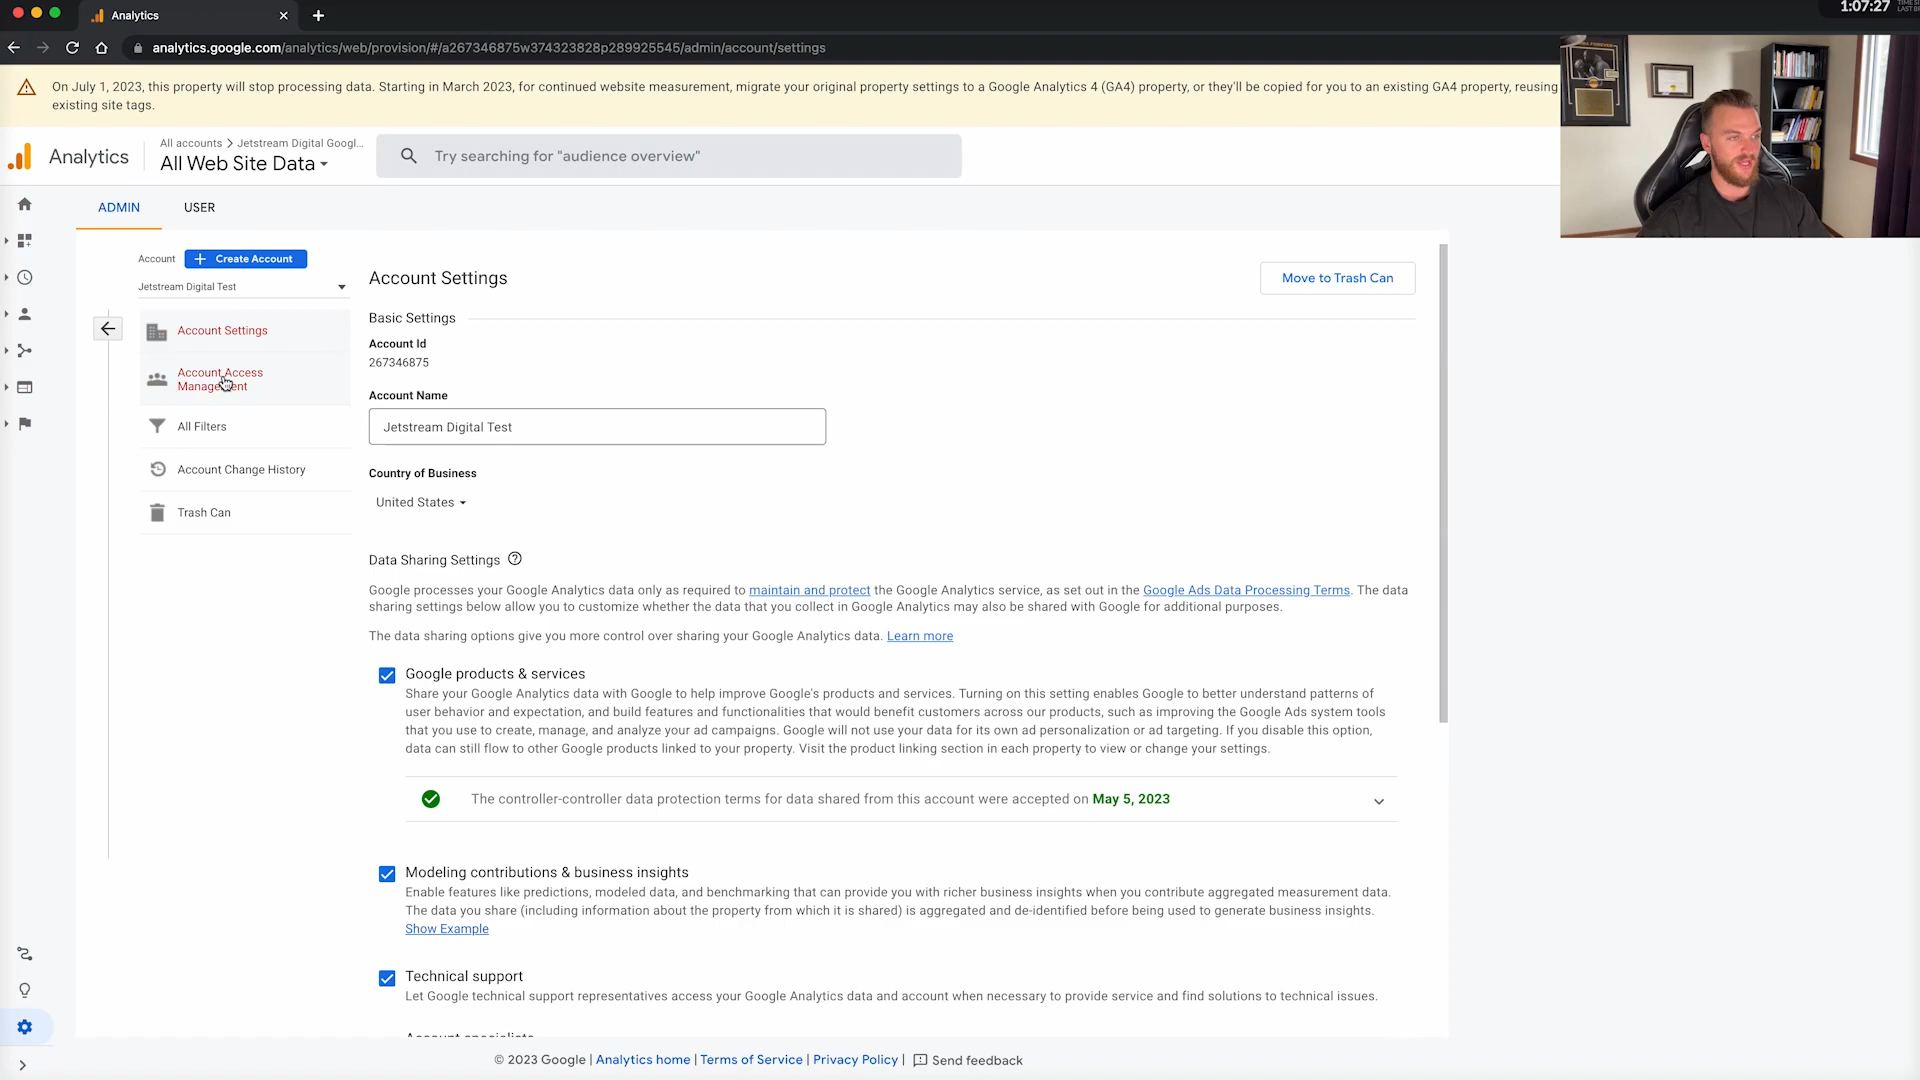 Analytics
1:07:27
analytics.google.com/analytics/web/provision/#/a267346875w374323828p289925545/admin/account/settings
On July 1, 2023, this property will stop processing data. Starting in March 2023, for continued website measurement, migrate your original property settings to a Google Analytics 4 (GA4) property, or they'll be copied for you to an existing GA4 property, reusing
existing site tags.
Analytics
All accounts > Jetstream Digital Googl...
All Web Site Data
Try searching for "audience overview"
ADMIN
USER
Account
Create Account
Jetstream Digital Test
Account Settings
Account Access
Management
All Filters
Account Change History
Trash Can
Account Settings
Move to Trash Can
Basic Settings
Account Id
267346875
Account Name
Jetstream Digital Test
Country of Business
United States
Data Sharing Settings
Google processes your Google Analytics data only as required to maintain and protect the Google Analytics service, as set out in the Google Ads Data Processing Terms. The data
sharing settings below allow you to customize whether the data that you collect in Google Analytics may also be shared with Google for additional purposes.
The data sharing options give you more control over sharing your Google Analytics data. Learn more
Google products & services
Share your Google Analytics data with Google to help improve Google's products and services. Turning on this setting enables Google to better understand patterns of
user behavior and expectation, and build features and functionalities that would benefit customers across our products, such as improving the Google Ads system tools
that you use to create, manage, and analyze your ad campaigns. Google will not use your data for its own ad personalization or ad targeting. If you disable this option,
data can still flow to other Google products linked to your property. Visit the product linking section in each property to view or change your settings.
The controller-controller data protection terms for data shared from this account were accepted on May 5, 2023
Modeling contributions & business insights
Enable features like predictions, modeled data, and benchmarking that can provide you with richer business insights when you contribute aggregated measurement data.
The data you share (including information about the property from which it is shared) is aggregated and de-identified before being used to generate business insights.
Show Example
Technical support
Let Google technical support representatives access your Google Analytics data and account when necessary to provide service and find solutions to technical issues.
Account specialists
© 2023 Google | Analytics home | Terms of Service | Privacy Policy | Send feedback